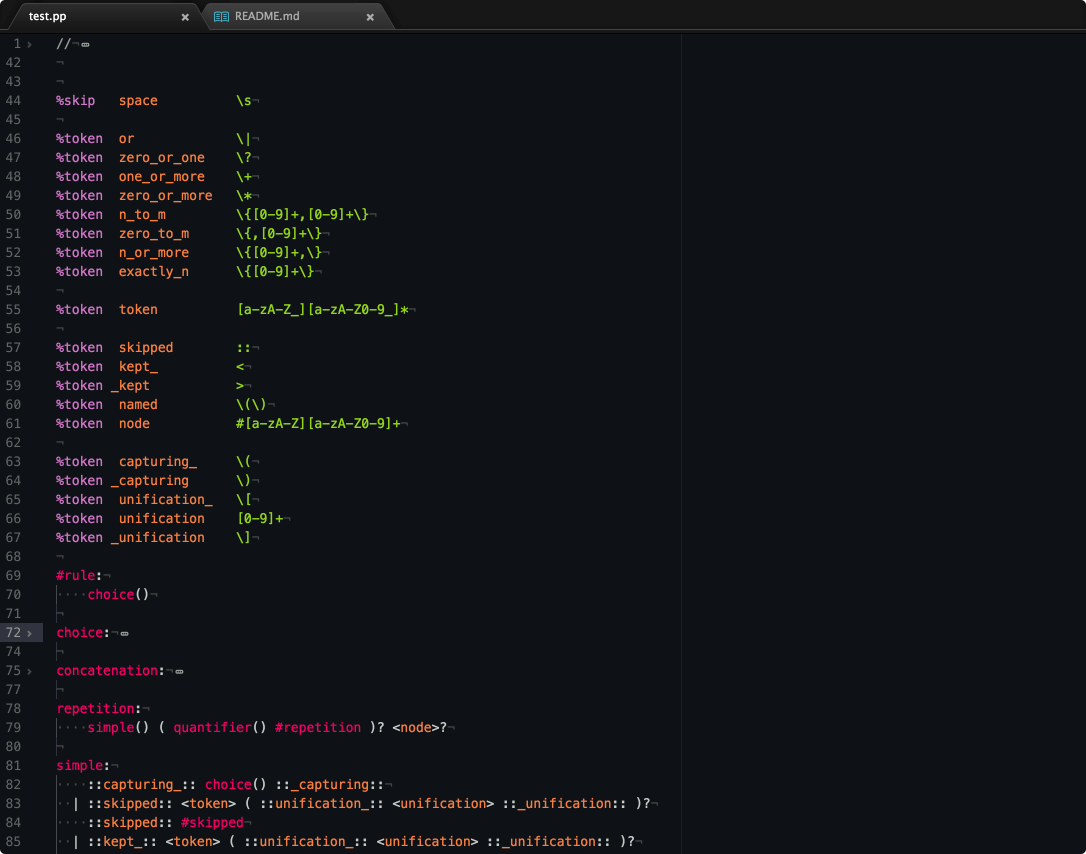 test.pp × README.md ×
1 › //¬
42 ¬
43 ¬
44 %skip   space          \s¬
45 ¬
46 %token  or             \|¬
47 %token  zero_or_one    \?¬
48 %token  one_or_more    \+¬
49 %token  zero_or_more   \*¬
50 %token  n_to_m         \{[0-9]+,[0-9]+\}¬
51 %token  zero_to_m      \{,[0-9]+\}¬
52 %token  n_or_more      \{[0-9]+,\}¬
53 %token  exactly_n      \{[0-9]+\}¬
54 ¬
55 %token  token          [a-zA-Z_][a-zA-Z0-9_]*¬
56 ¬
57 %token  skipped        ::¬
58 %token  kept_          <¬
59 %token _kept           >¬
60 %token  named          \(\)¬
61 %token  node           #[a-zA-Z][a-zA-Z0-9]+¬
62 ¬
63 %token  capturing_     \(¬
64 %token _capturing      \)¬
65 %token  unification_   \[¬
66 %token  unification    [0-9]+¬
67 %token _unification    \]¬
68 ¬
69 #rule:¬
70 ····choice()¬
71 ¬
72 › choice:¬
74 ¬
75 › concatenation:¬
77 ¬
78 repetition:¬
79 ····simple() ( quantifier() #repetition )? <node>?¬
80 ¬
81 simple:¬
82 ····::capturing_:: choice() ::_capturing::¬
83 ··| ::skipped:: <token> ( ::unification_:: <unification> ::_unification:: )?¬
84 ····::skipped:: #skipped¬
85 ··| ::kept_:: <token> ( ::unification_:: <unification> ::_unification:: )?¬